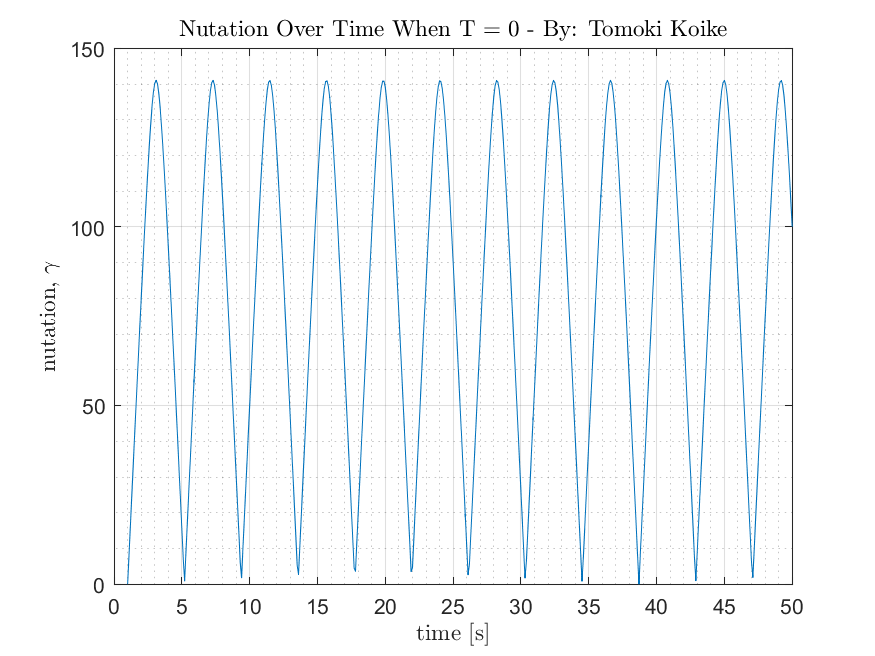 Nutation Over Time When T = 0 - By: Tomoki Koike
150
100
50
0
nutation, γ
0 5 10 15 20 25 30 35 40 45 50
time [s]